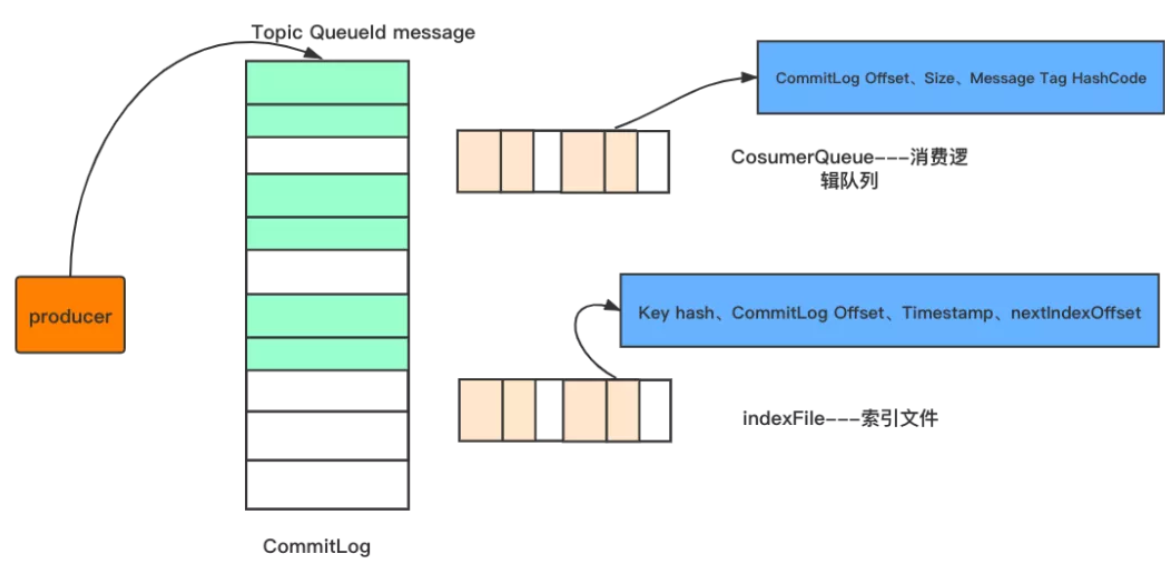 Topic QueueId message
CommitLog Offset、Size、Message Tag HashCode
CosumerQueue---消费逻
辑队列
producer
Key hash、CommitLog Offset、Timestamp、nextIndexOffset
indexFile---索引文件
CommitLog